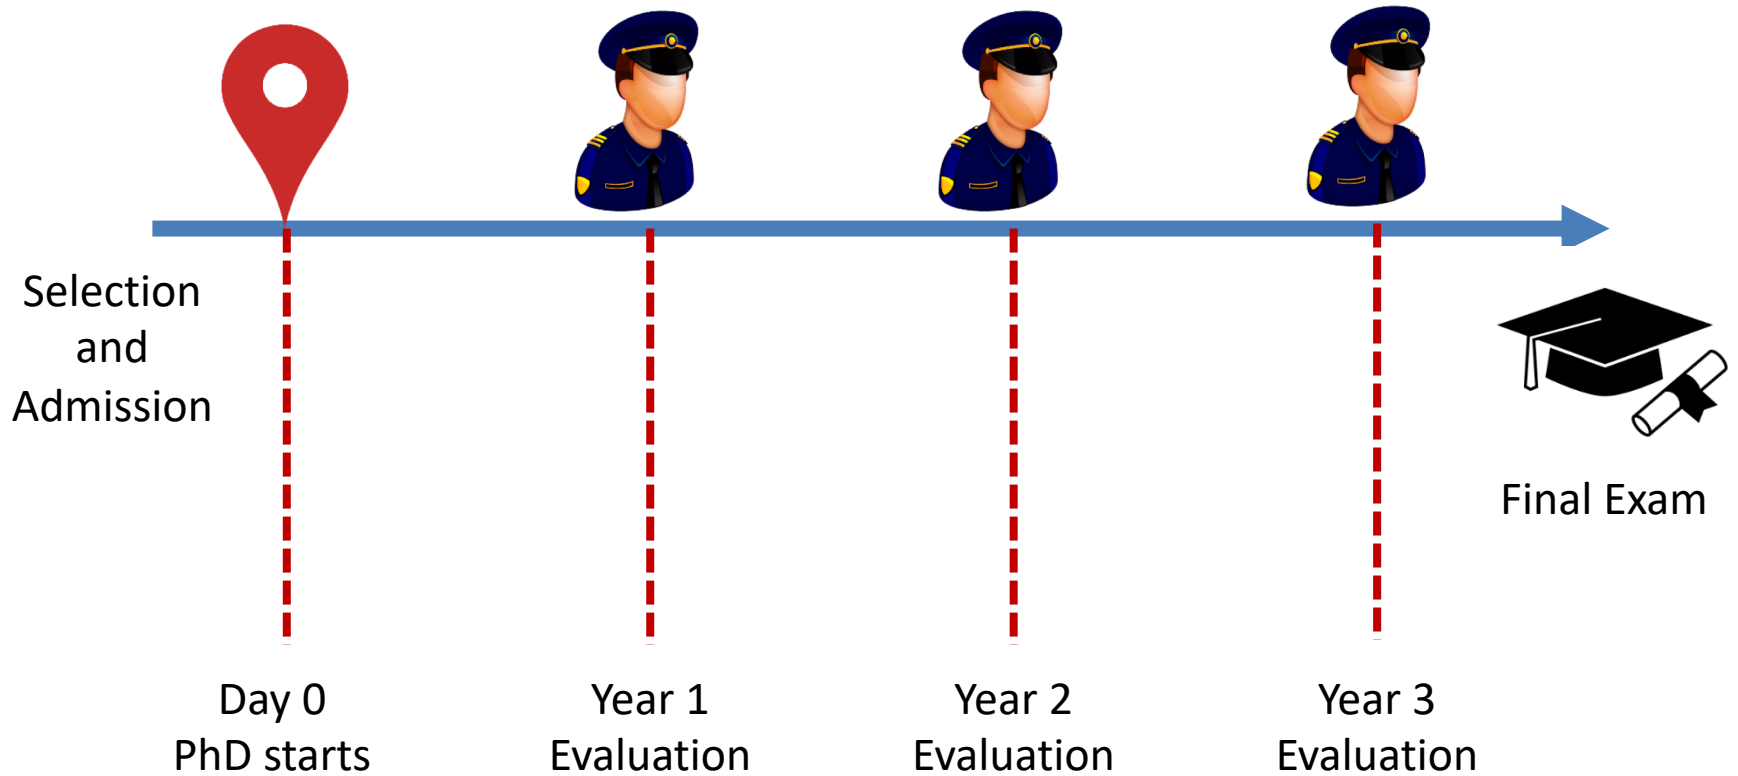 Selection
and
Admission
Final Exam
Day 0
PhD starts
Year 1
Evaluation
Year 2
Evaluation
Year 3
Evaluation